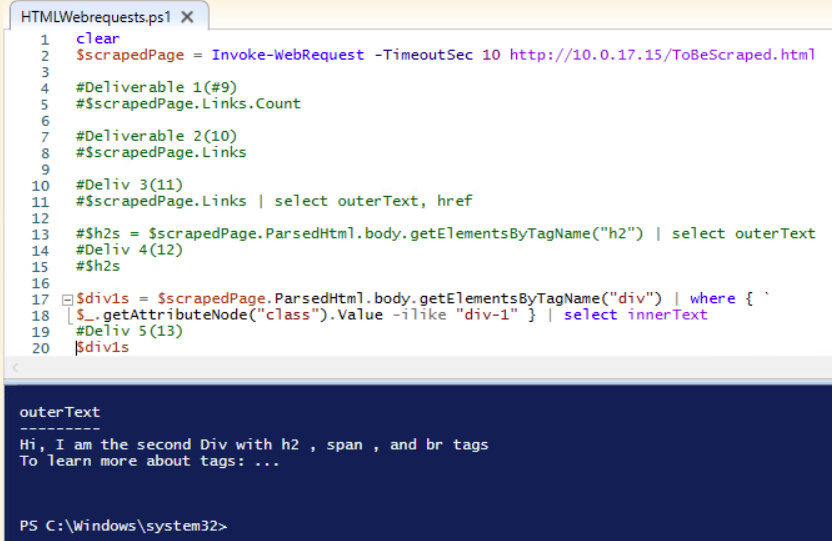 HTMLWebrequests.ps1 X
1 clear
2 $scrapedPage = Invoke-WebRequest -TimeoutSec 10 http://10.0.17.15/ToBeScraped.html
3
4 #Deliverable 1(#9)
5 #$scrapedPage.Links.Count
6
7 #Deliverable 2(10)
8 #$scrapedPage.Links
9
10 #Deliv 3(11)
11 #$scrapedPage.Links | select outerText, href
12
13 #$h2s = $scrapedPage.ParsedHtml.body.getElementsByTagName("h2") | select outerText
14 #Deliv 4(12)
15 #$h2s
16
17 $div1s = $scrapedPage.ParsedHtml.body.getElementsByTagName("div") | where { `
18 $_.getAttributeNode("class").Value -ilike "div-1" } | select innerText
19 #Deliv 5(13)
20 $div1s
outerText
---------
Hi, I am the second Div with h2 , span , and br tags
To learn more about tags: ...
PS C:\Windows\system32>